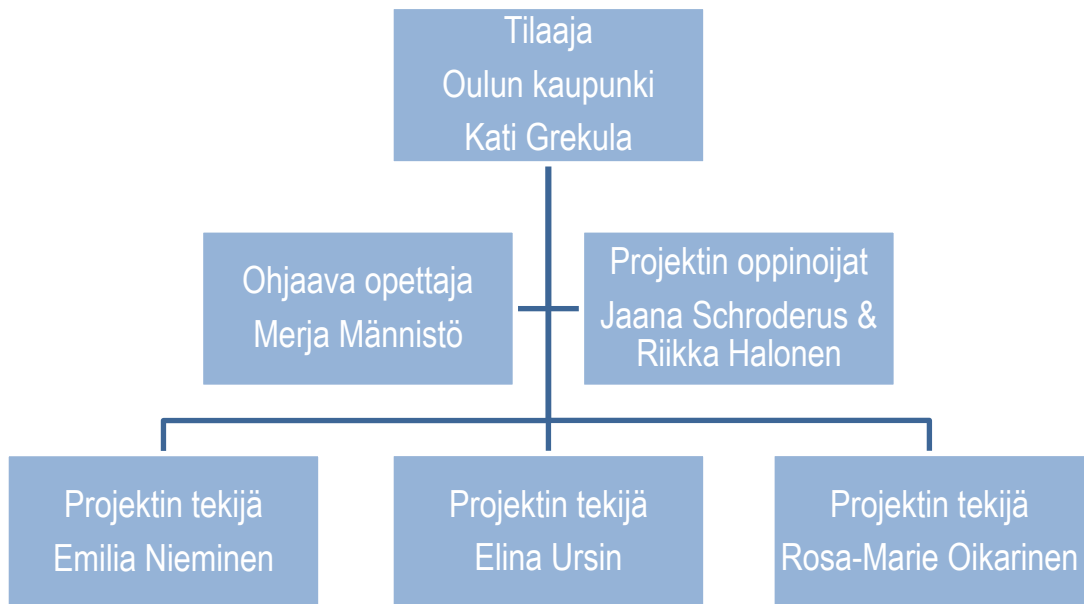 Tilaaja
Oulun kaupunki
Kati Grekula
Ohjaava opettaja
Merja Männistö
Projektin oppinoijat
Jaana Schroderus &
Riikka Halonen
Projektin tekijä
Emilia Nieminen
Projektin tekijä
Elina Ursin
Projektin tekijä
Rosa-Marie Oikarinen